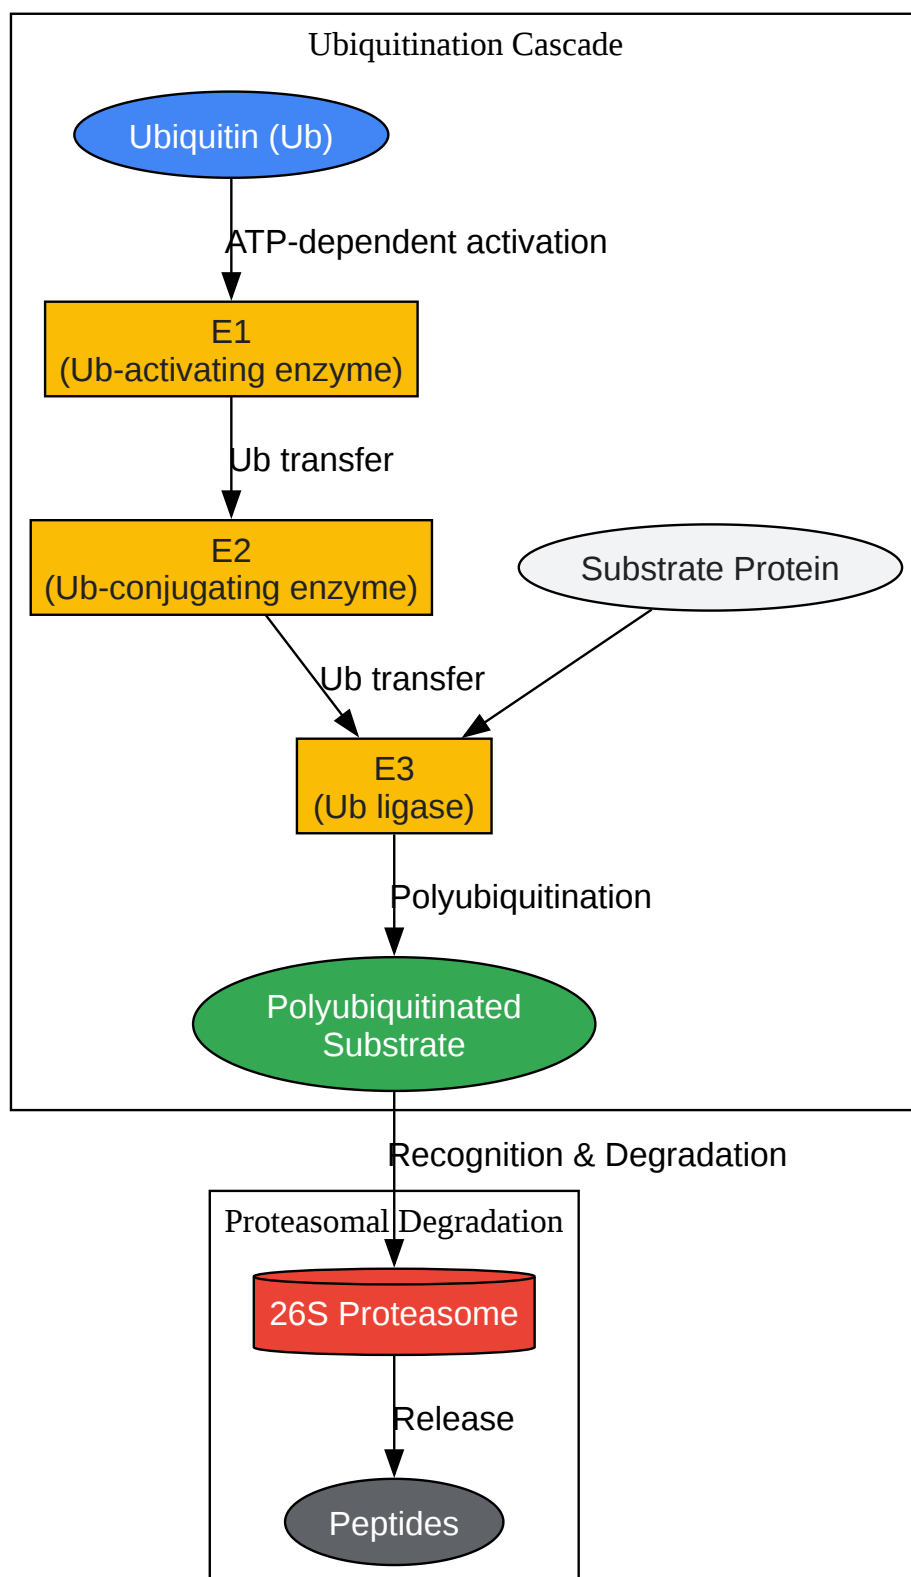 Ubiquitination Cascade
Ubiquitin (Ub)
ATP-dependent activation
E1
(Ub-activating enzyme)
Ub transfer
E2
(Ub-conjugating enzyme)
Substrate Protein
Ub transfer
E3
(Ub ligase)
Polyubiquitination
Polyubiquitinated
Substrate
Recognition & Degradation
Proteasomal Degradation
26S Proteasome
Release
Peptides